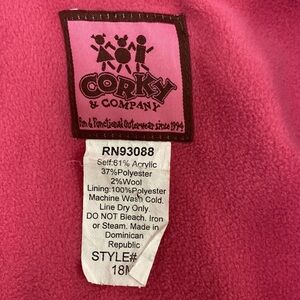 CORKY
& COMPANY
Fun & Functional Outerwear since 1994
RN93088
Self:61% Acrylic
37%Polyester
2%Wool
Lining:100%Polyester
Machine Wash Cold.
Line Dry Only.
DO NOT Bleach. Iron
or Steam. Made in
Dominican
Republic
STYLE#
18M